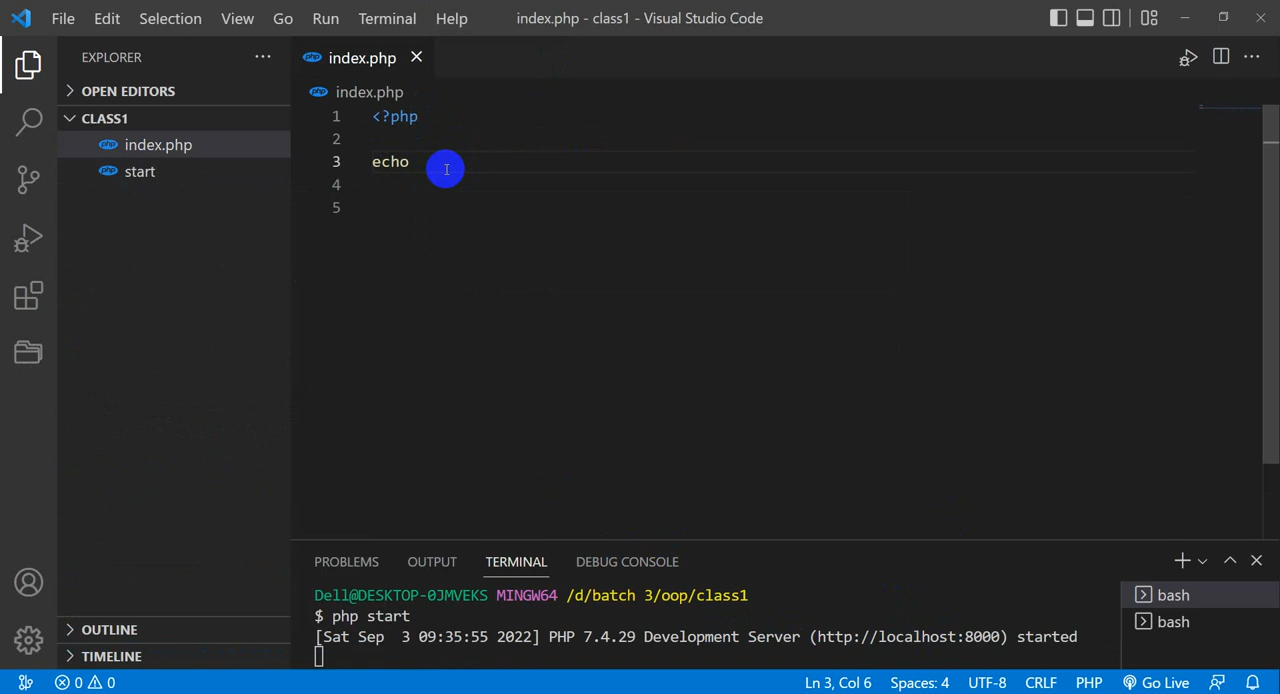 File Edit Selection View Go Run Terminal Help index.php - class1 - Visual Studio Code
EXPLORER
OPEN EDITORS
CLASS1
php index.php
php start
php index.php
php index.php
1 <?php
2
3 echo
4
5
PROBLEMS OUTPUT TERMINAL DEBUG CONSOLE
Dell@DESKTOP-0JMVEKS MINGW64 /d/batch 3/oop/class1
$ php start
[Sat Sep  3 09:35:55 2022] PHP 7.4.29 Development Server (http://localhost:8000) started
bash
bash
OUTLINE
TIMELINE
0 0 Ln 3, Col 6 Spaces: 4 UTF-8 CRLF PHP Go Live